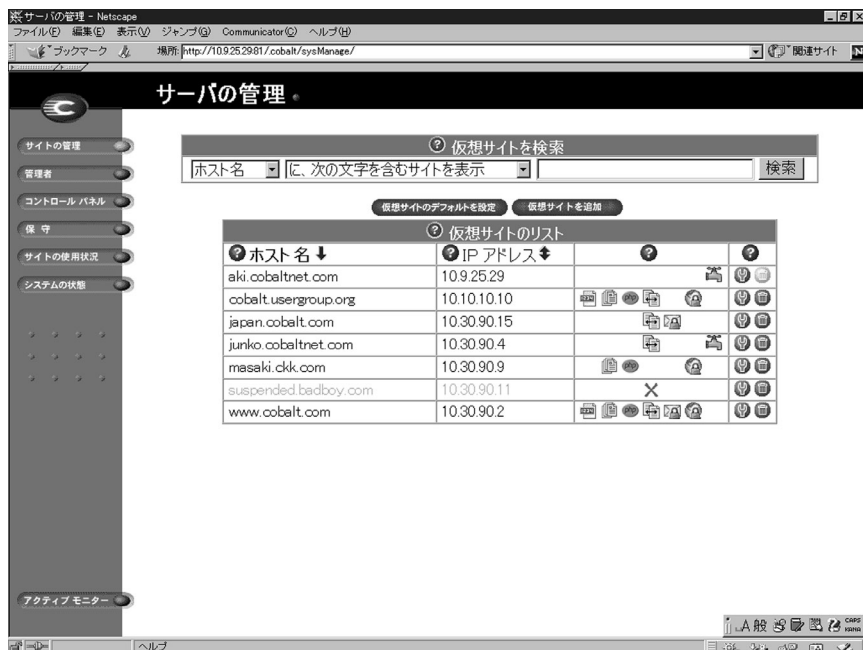 サーバの管理 - Netscape
ファイル(F) 編集(E) 表示(V) ジャンプ(G) Communicator(C) ヘルプ(H)
ブックマーク 場所: http://10.9.25.29:81/.cobalt/sysManage/ 関連サイト N
サーバの管理
サイトの管理
管理者
コントロール パネル
保 守
サイトの使用状況
システムの状態
アクティブ モニター
? 仮想サイトを検索
ホスト名 に、次の文字を含むサイトを表示 検索
仮想サイトのデフォルトを設定 仮想サイトを追加
? 仮想サイトのリスト
? ホスト名 ? IP アドレス ? ?
aki.cobaltnet.com 10.9.25.29
cobalt.usergroup.org 10.10.10.10 php
japan.cobalt.com 10.30.90.15
junko.cobaltnet.com 10.30.90.4
masaki.ckk.com 10.30.90.9 php
suspended.badboy.com 10.30.90.11
www.cobalt.com 10.30.90.2 php
A 般 CAPS KANA
ヘルプ